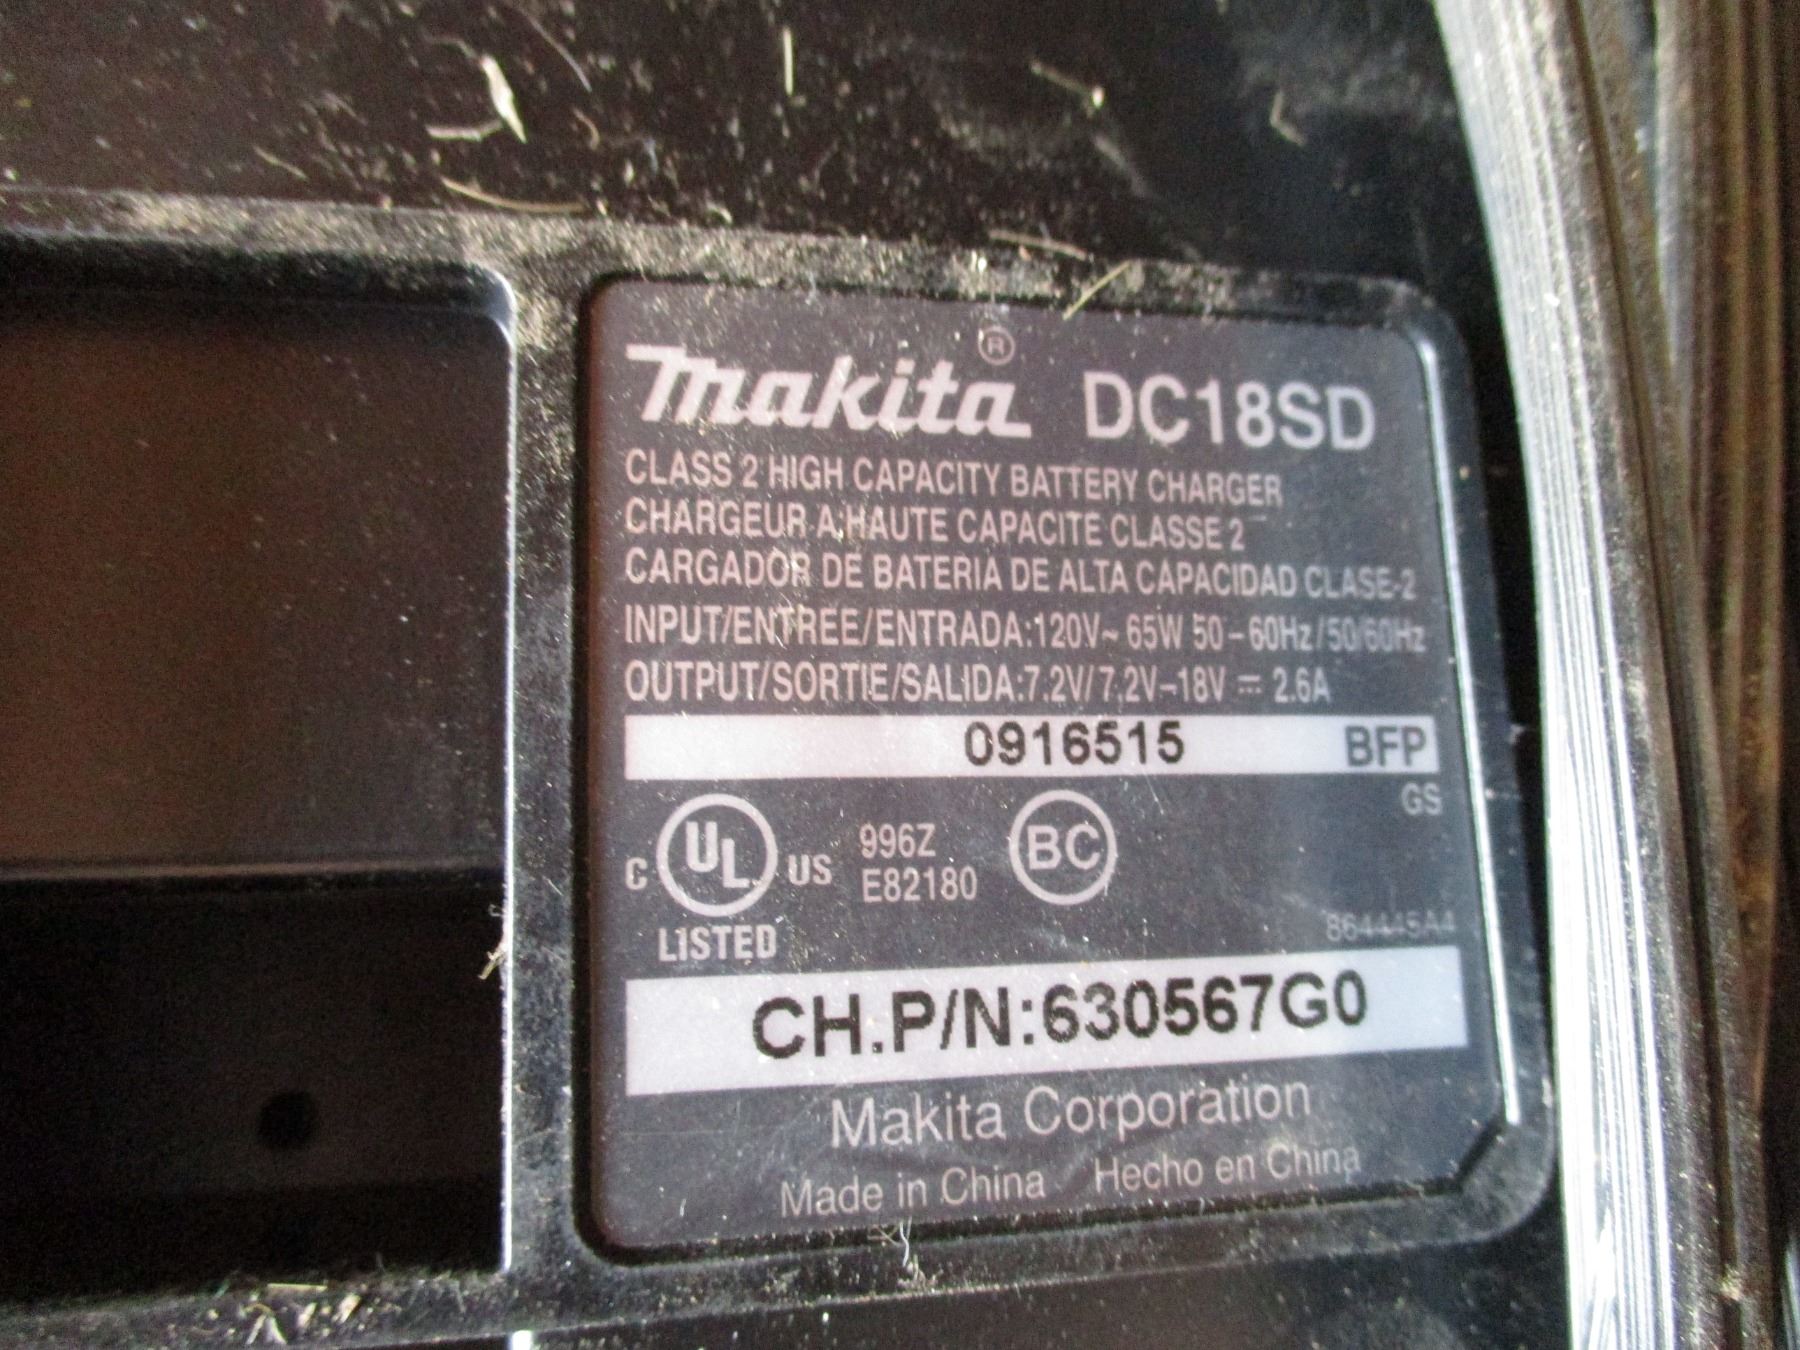 makita® DC18SD
CLASS 2 HIGH CAPACITY BATTERY CHARGER
CHARGEUR A HAUTE CAPACITE CLASSE 2
CARGADOR DE BATERIA DE ALTA CAPACIDAD CLASE-2
INPUT/ENTREE/ENTRADA:120V~ 65W 50-60Hz/50/60Hz
OUTPUT/SORTIE/SALIDA:7.2V/7.2V-18V ⎓ 2.6A
0916515 BFP
GS
C UL US 996Z BC
E82180
LISTED
864445A4
CH.P/N:630567G0
Makita Corporation
Made in China Hecho en China